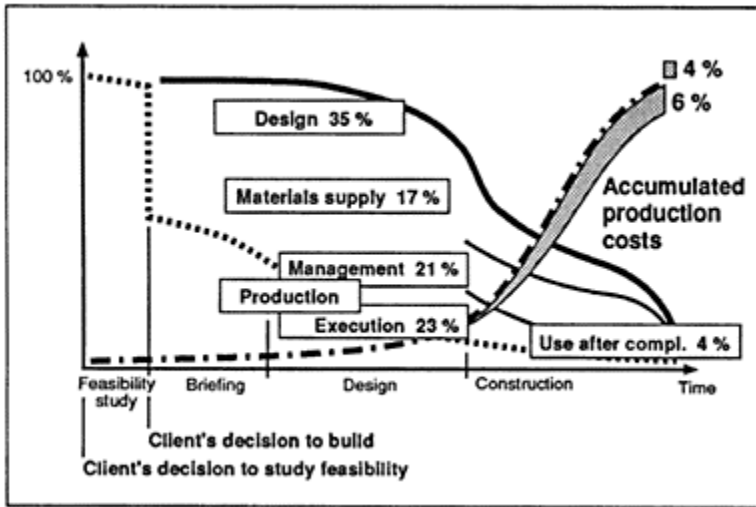 100 %
4 %
6 %
Design 35 %
Materials supply 17 %
Accumulated
production
costs
Management 21 %
Production
Execution 23 %
Use after compl. 4 %
Feasibility
study
Briefing
Design
Construction
Time
Client's decision to build
Client's decision to study feasibility